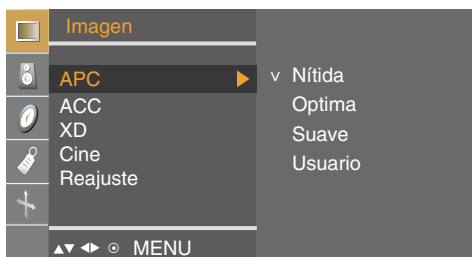 Imagen
APC
ACC
XD
Cine
Reajuste
v Nítida
Optima
Suave
Usuario
MENU